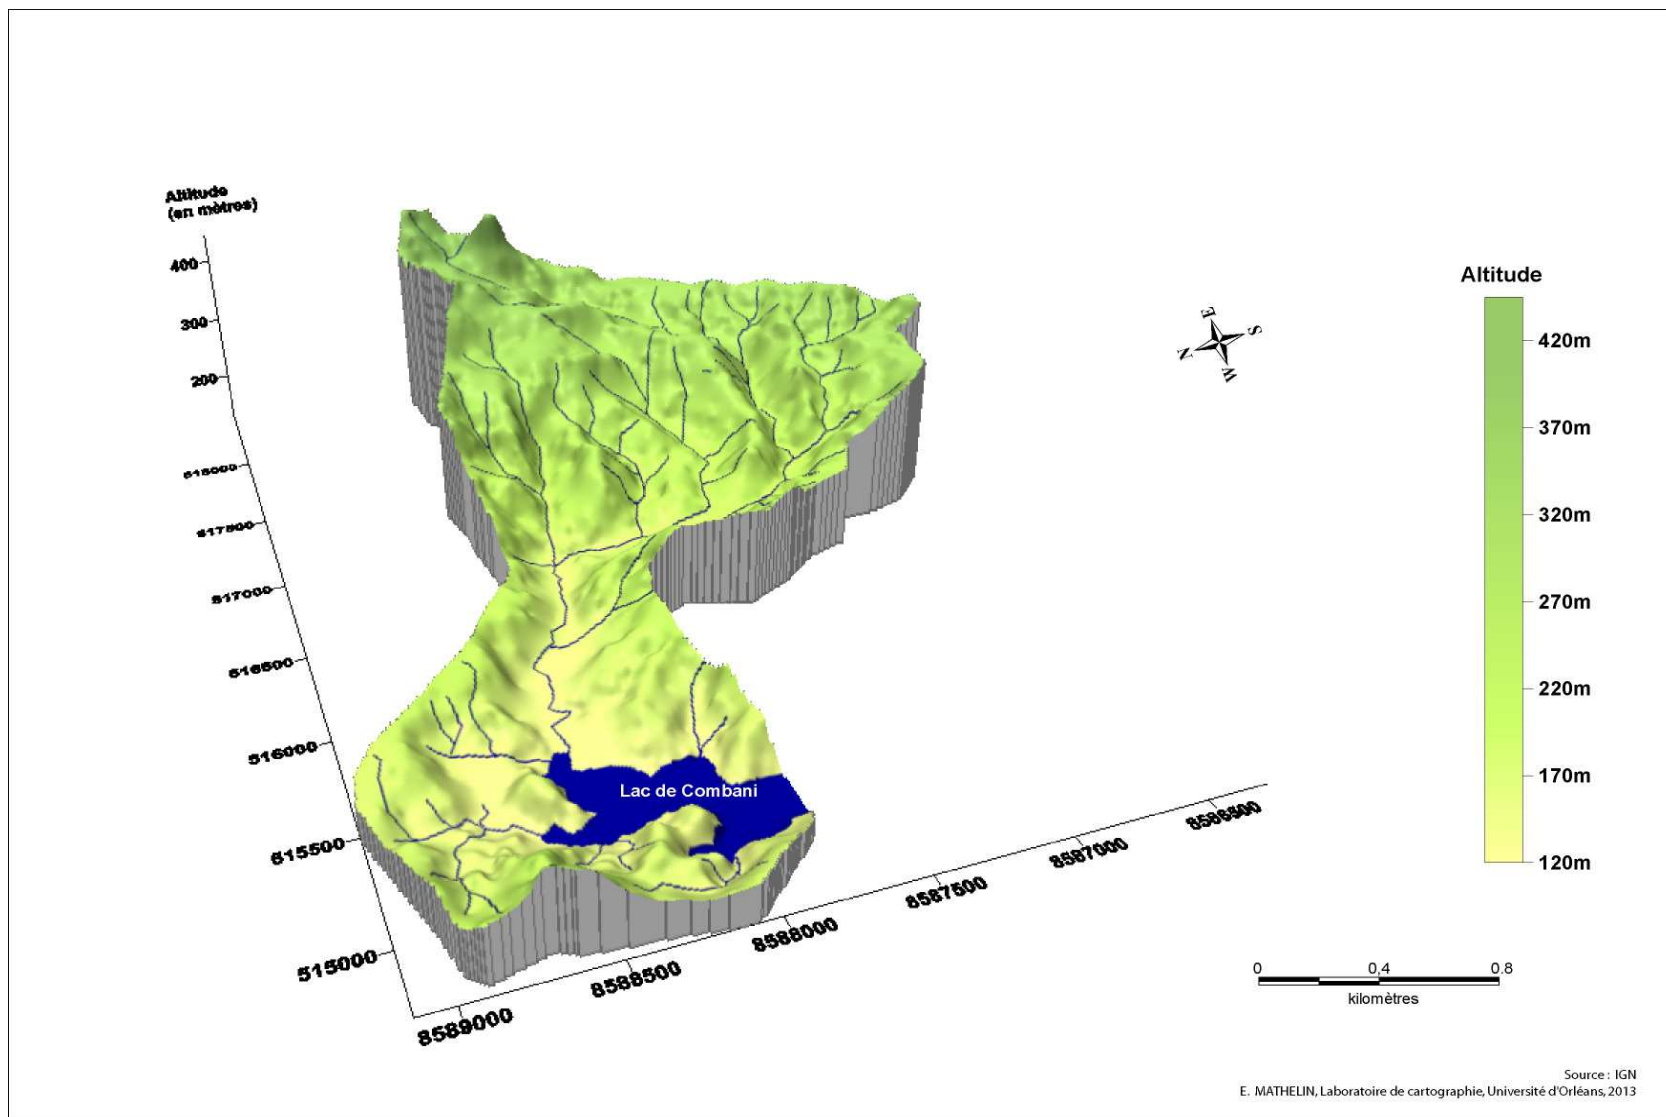 Altitude
(en mètres)
400
300
200
518000
517500
517000
516500
516000
515500
515000
8589000
8588500
8588000
8587500
8587000
8586500
Lac de Combani
E
S
N
W
Altitude
420m
370m
320m
270m
220m
170m
120m
0 0,4 0.8
kilomètres
Source : IGN
E. MATHELIN, Laboratoire de cartographie, Université d'Orléans, 2013